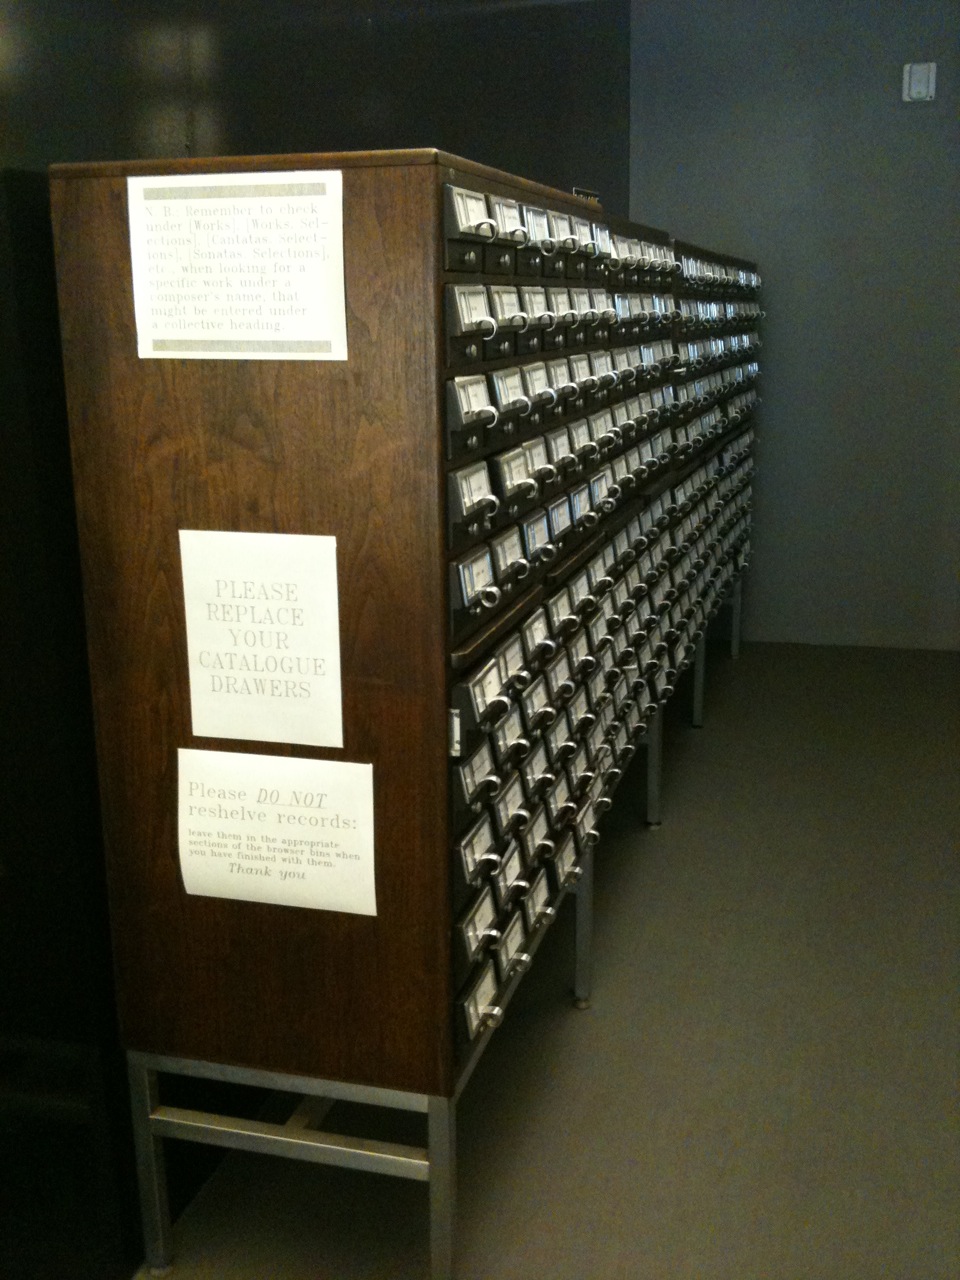 N.B.: Remember to check
under [Works], [Works. Sel-
ections], [Cantatas. Select-
ions], [Sonatas. Selections],
etc., when looking for a
specific work under a
composer's name, that
might be entered under
a collective heading.
PLEASE
REPLACE
YOUR
CATALOGUE
DRAWERS
Please DO NOT
reshelve records:
leave them in the appropriate
sections of the browser bins when
you have finished with them.
Thank you